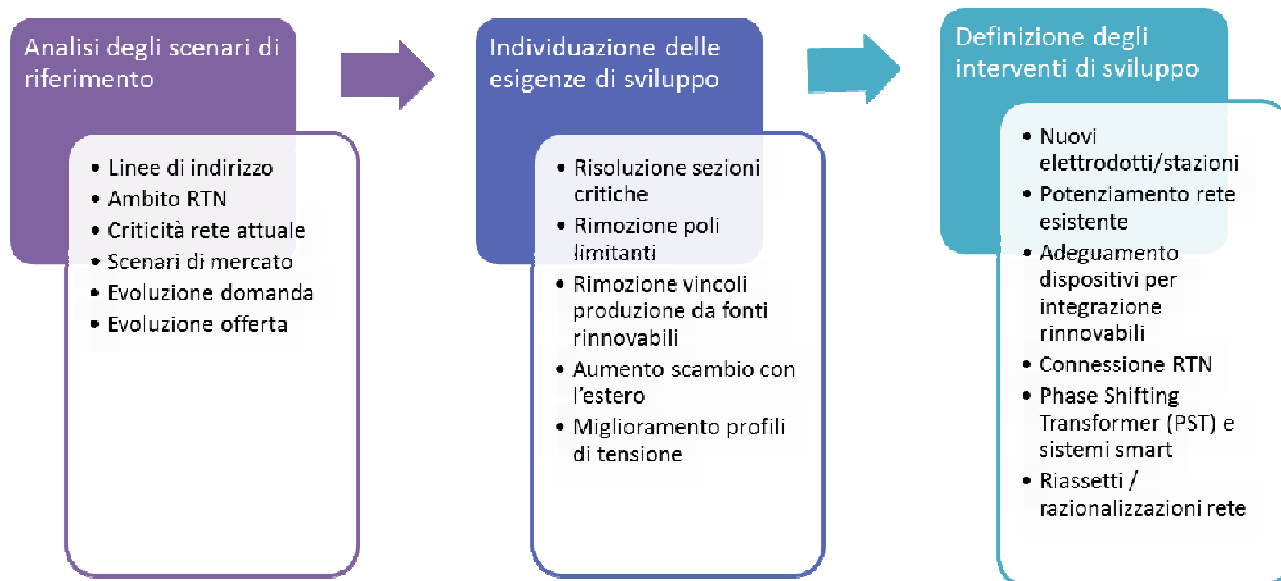 Analisi degli scenari di
riferimento
• Linee di indirizzo
• Ambito RTN
• Criticità rete attuale
• Scenari di mercato
• Evoluzione domanda
• Evoluzione offerta
Individuazione delle
esigenze di sviluppo
• Risoluzione sezioni
critiche
• Rimozione poli
limitanti
• Rimozione vincoli
produzione da fonti
rinnovabili
• Aumento scambio con
l'estero
• Miglioramento profili
di tensione
Definizione degli
interventi di sviluppo
• Nuovi
elettrodotti/stazioni
• Potenziamento rete
esistente
• Adeguamento
dispositivi per
integrazione
rinnovabili
• Connessione RTN
• Phase Shifting
Transformer (PST) e
sistemi smart
• Riassetti /
razionalizzazioni rete